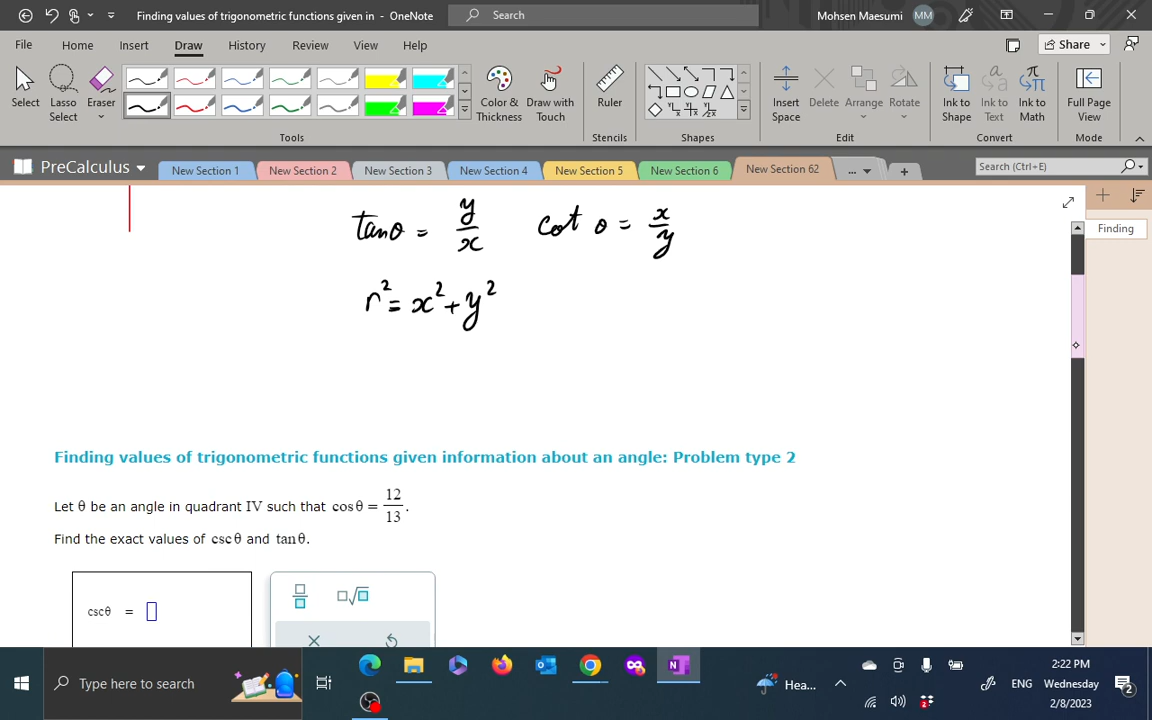 Finding values of trigonometric functions given in - OneNote
Search
Mohsen Maesumi MM
File Home Insert Draw History Review View Help Share
Select Lasso Select Eraser Color & Thickness Draw with Touch Ruler Insert Space Delete Arrange Rotate Ink to Shape Ink to Text Ink to Math Full Page View
Tools Stencils Shapes Edit Convert Mode
PreCalculus New Section 1 New Section 2 New Section 3 New Section 4 New Section 5 New Section 6 New Section 62 ... + Search (Ctrl+E)
Finding
tanθ = y/x cot θ = x/y
r² = x² + y²
Finding values of trigonometric functions given information about an angle: Problem type 2
Let θ be an angle in quadrant IV such that cosθ = 12/13.
Find the exact values of cscθ and tanθ.
cscθ = 
Type here to search
Hea...
ENG
2:22 PM
Wednesday
2/8/2023
2